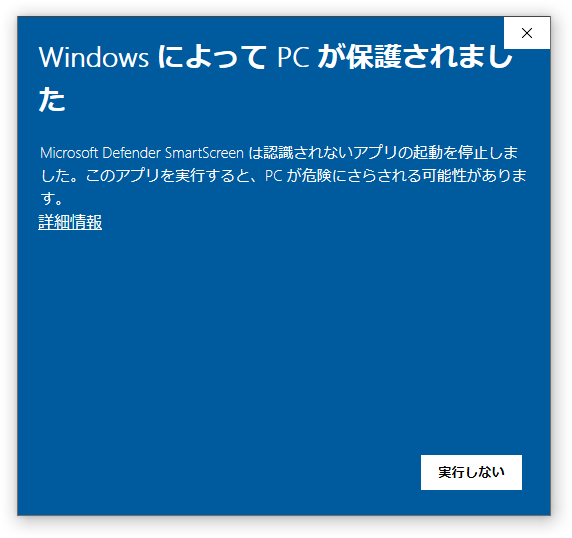 Windows によって PC が保護されまし
た
Microsoft Defender SmartScreen は認識されないアプリの起動を停止しま
した。このアプリを実行すると、PC が危険にさらされる可能性がありま
す。
詳細情報
実行しない